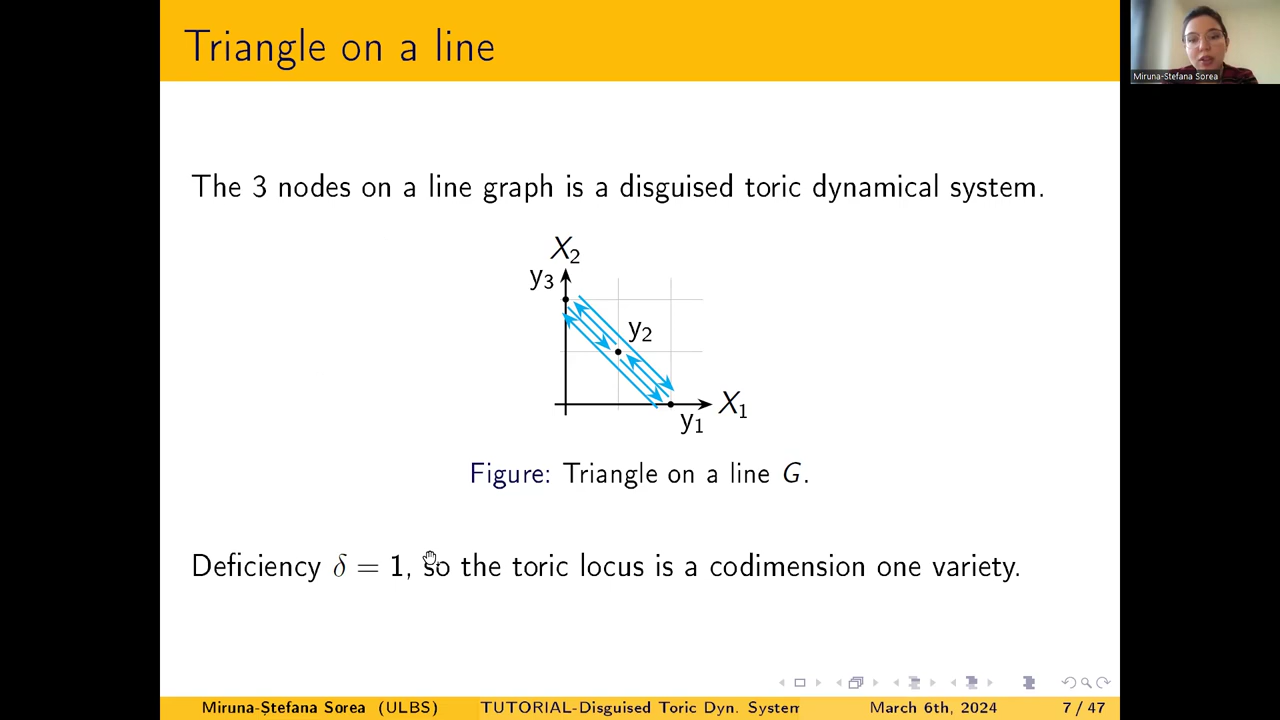 Triangle on a line
Miruna-Stefana Sorea
The 3 nodes on a line graph is a disguised toric dynamical system.
X2
y3
y2
X1
y1
Figure: Triangle on a line G.
Deficiency δ = 1, so the toric locus is a codimension one variety.
Miruna-Ștefana Sorea (ULBS) TUTORIAL-Disguised Toric Dyn. System March 6th, 2024 7 / 47